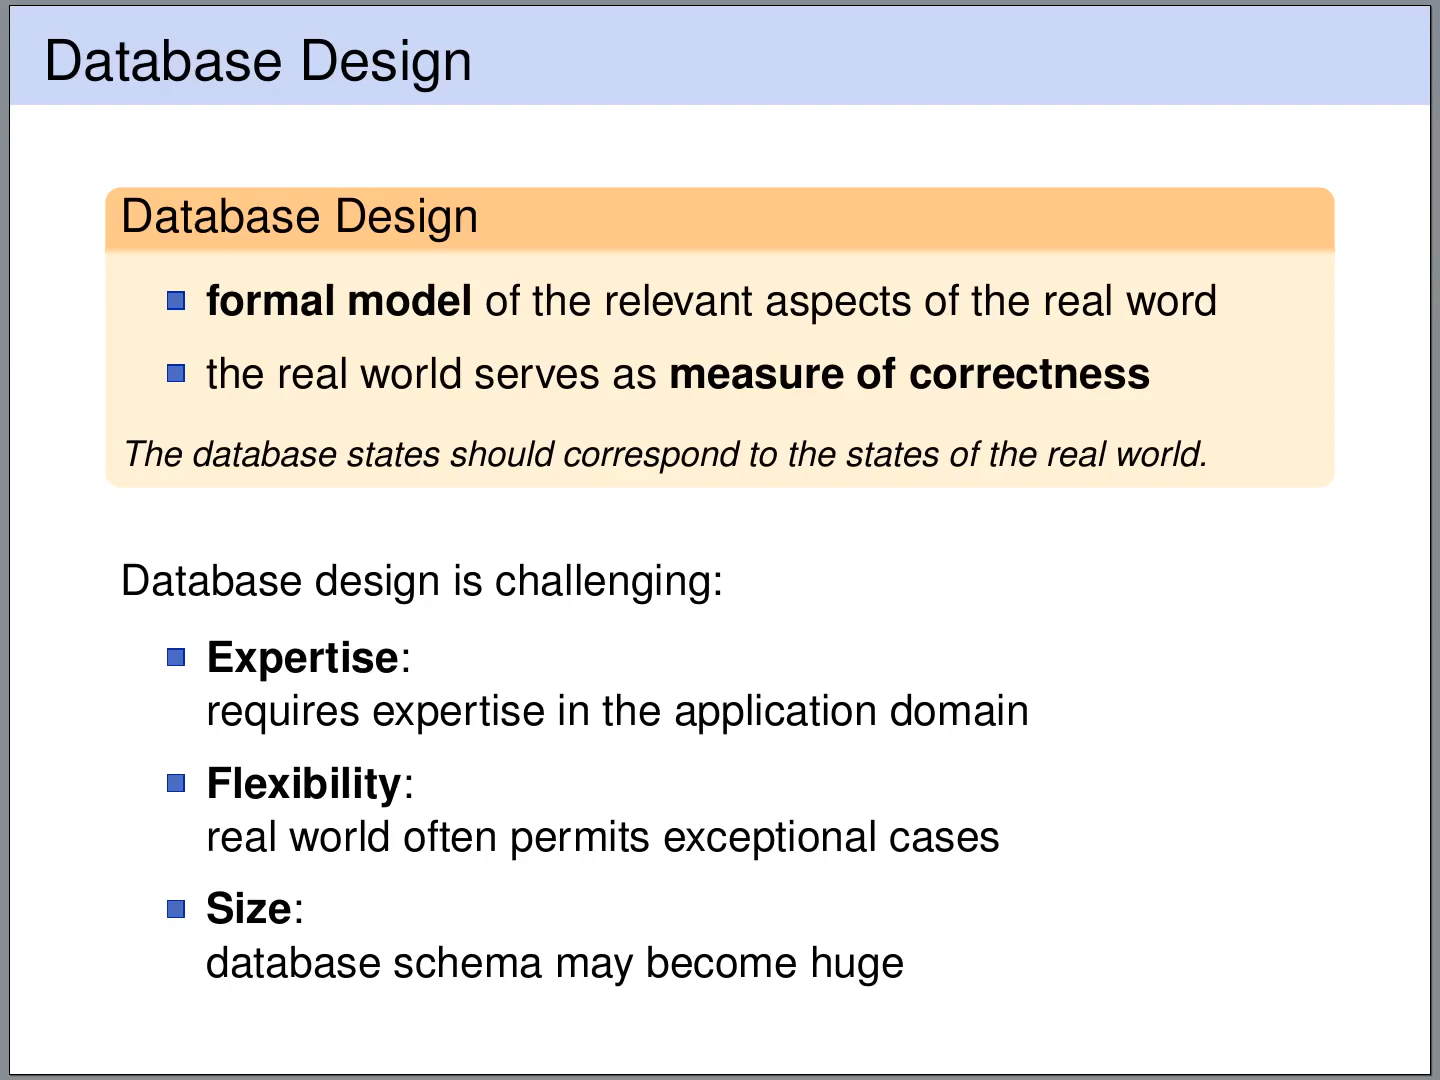 Database Design
Database Design
formal model of the relevant aspects of the real word
the real world serves as measure of correctness
The database states should correspond to the states of the real world.
Database design is challenging:
Expertise:
requires expertise in the application domain
Flexibility:
real world often permits exceptional cases
Size:
database schema may become huge